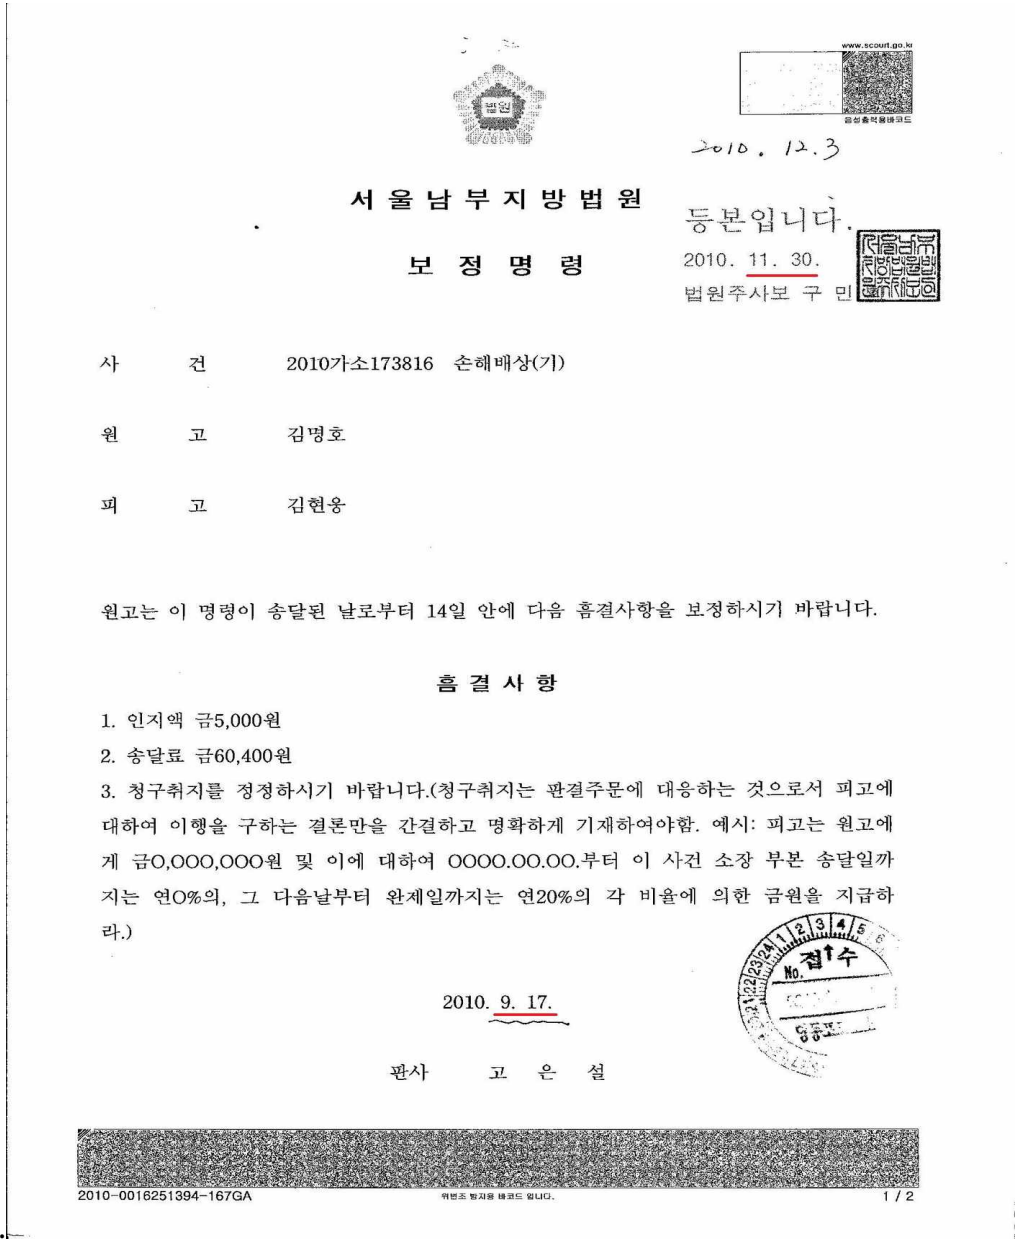 www.scourt.go.kr
법원
음성출력용바코드
2010. 12. 3
서울남부지방법원
등본입니다.
보 정 명 령
2010. 11. 30.
법원주사보 구 민
사 건 2010가소173816 손해배상(기)
원 고 김명호
피 고 김현웅
원고는 이 명령이 송달된 날로부터 14일 안에 다음 흠결사항을 보정하시기 바랍니다.
흠 결 사 항
1. 인지액 금5,000원
2. 송달료 금60,400원
3. 청구취지를 정정하시기 바랍니다.(청구취지는 판결주문에 대응하는 것으로서 피고에
대하여 이행을 구하는 결론만을 간결하고 명확하게 기재하여야함. 예시: 피고는 원고에
게 금O,OOO,OOO원 및 이에 대하여 OOOO.OO.OO.부터 이 사건 소장 부본 송달일까
지는 연O%의, 그 다음날부터 완제일까지는 연20%의 각 비율에 의한 금원을 지급하
라.)
21 22 23 24 1 2 3 4 5 6
No. 접수
2010. 9. 17.
판사 고 은 설
2010-0016251394-167GA
위변조 방지용 바코드 입니다.
1 / 2